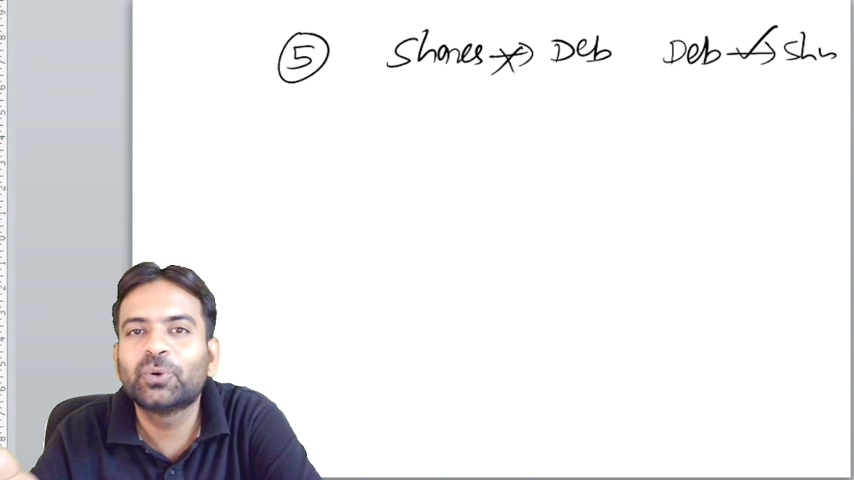 ⑤ Shares ↛ Deb Deb → Shr